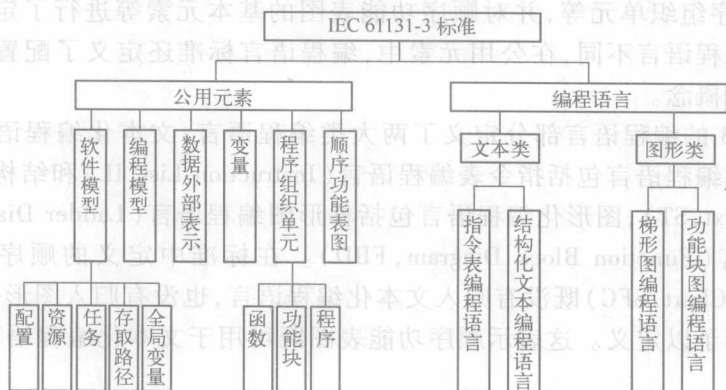 IEC 61131-3 标准
公用元素
编程语言
软件模型
编程模型
数据外部表示
变量
程序组织单元
顺序功能表图
文本类
图形类
配置
资源
任务
存取路径
全局变量
函数
功能块
程序
指令表编程语言
结构化文本编程语言
梯形图编程语言
功能块图编程语言